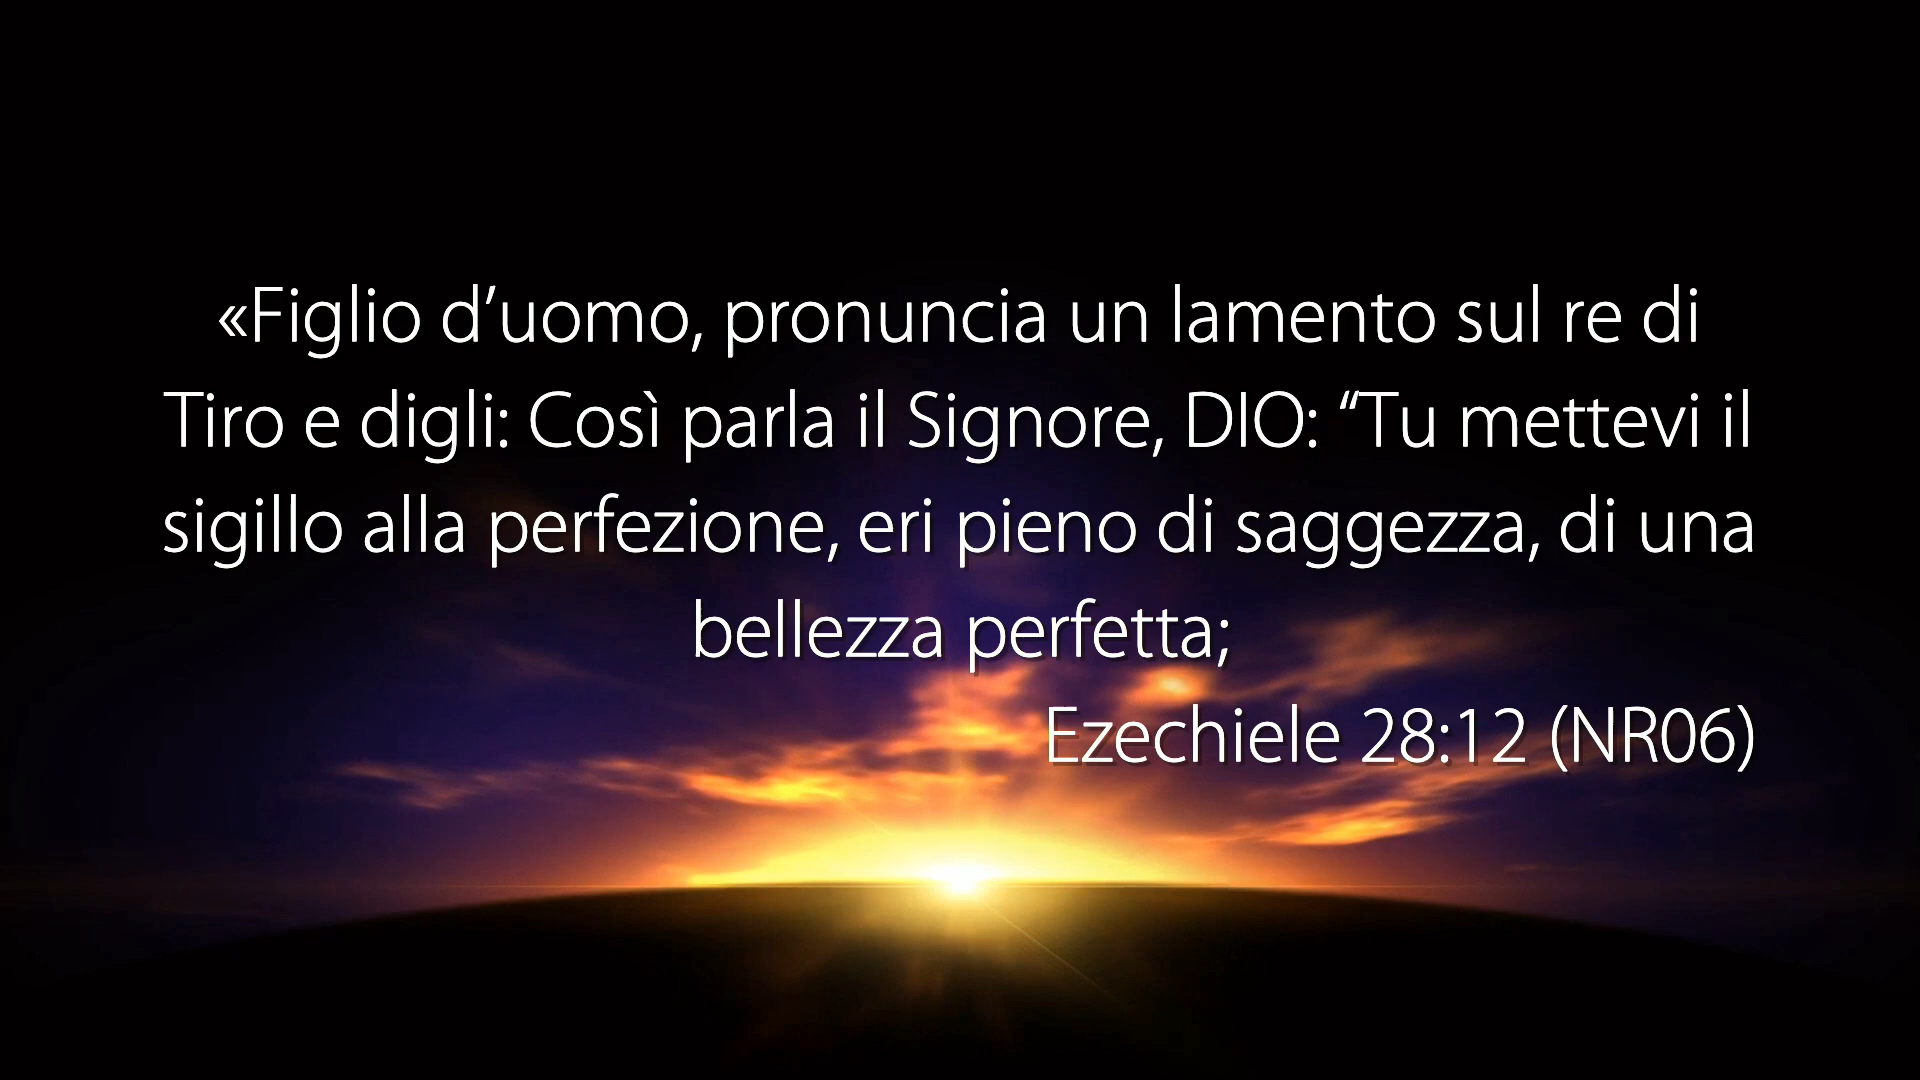 «Figlio d’uomo, pronuncia un lamento sul re di
Tiro e digli: Così parla il Signore, DIO: “Tu mettevi il
sigillo alla perfezione, eri pieno di saggezza, di una
bellezza perfetta;
Ezechiele 28:12 (NR06)